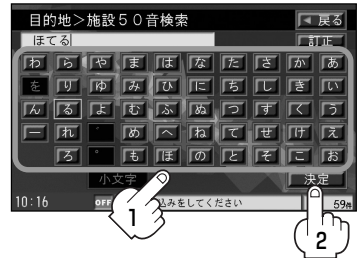 目的地>施設50音検索
戻る
ほてる
訂正
わ ら や ま は な た さ か あ
を り ゆ み ひ に ち し き い
ん る よ む ふ ぬ つ す く う
ー れ ゛ め へ ね て せ け え
ろ ゜ も ほ の と そ こ お
小文字
決定
10:16
OFF
込みをしてください
59件
1
2